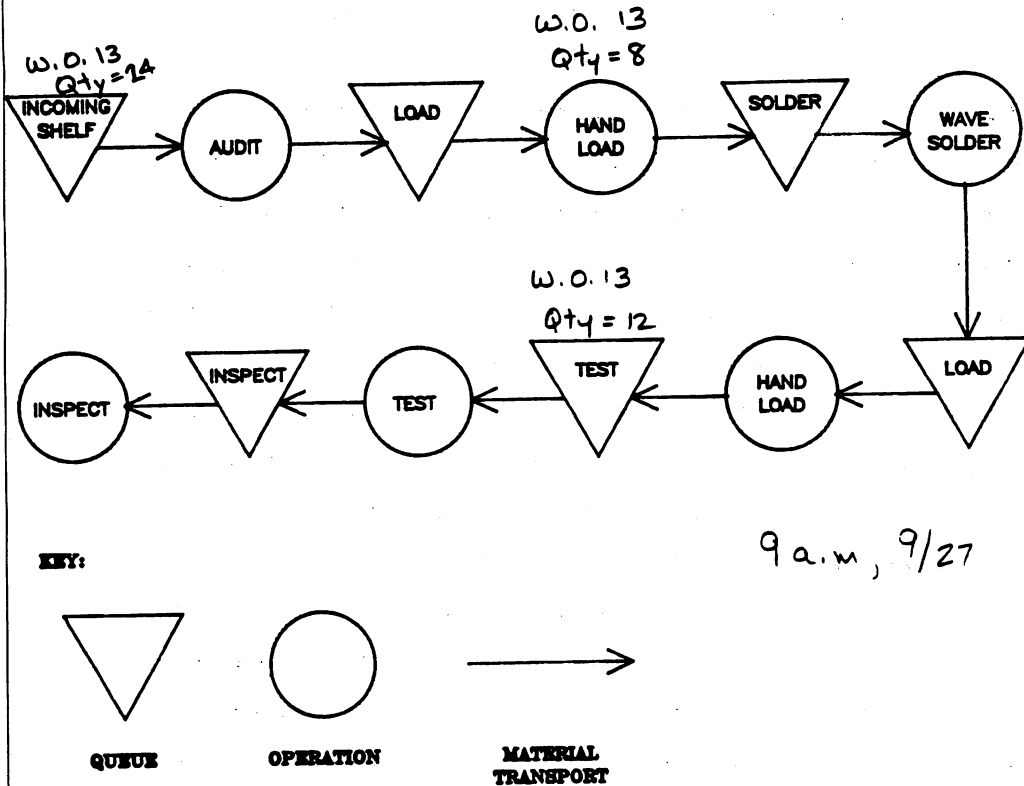 W.O. 13
Qty=24
INCOMING
SHELF
AUDIT
LOAD
W.O. 13
Qty=8
HAND
LOAD
SOLDER
WAVE
SOLDER
INSPECT
INSPECT
TEST
W.O. 13
Qty = 12
TEST
HAND
LOAD
LOAD
KEY:
9 a.m, 9/27
QUEUE
OPERATION
MATERIAL
TRANSPORT